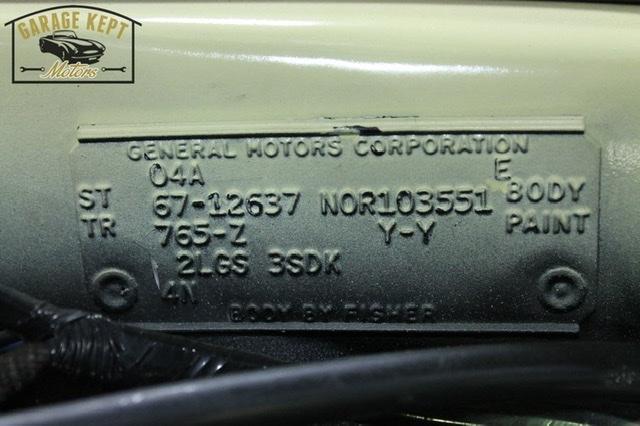 GARAGE KEPT
Motors
GENERAL MOTORS CORPORATION
04A E
ST 67-12637 NOR103551 BODY
TR 765-Z Y-Y PAINT
2LGS 3SDK
4N
BODY BY FISHER